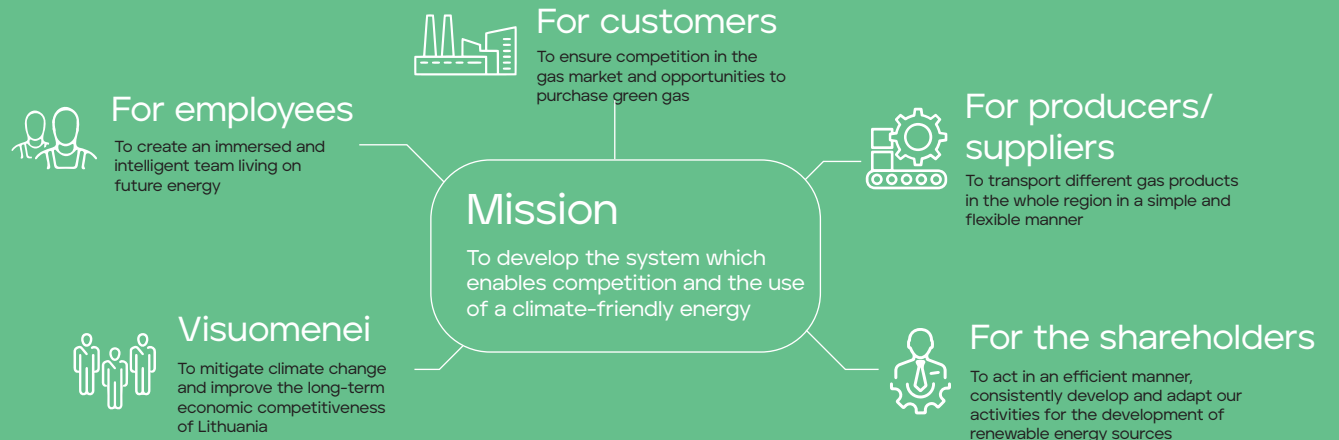 For customers
To ensure competition in the
gas market and opportunities to
purchase green gas
For employees
To create an immersed and
intelligent team living on
future energy
For producers/
suppliers
To transport different gas products
in the whole region in a simple and
flexible manner
Mission
To develop the system which
enables competition and the use
of a climate-friendly energy
Visuomenei
To mitigate climate change
and improve the long-term
economic competitiveness
of Lithuania
For the shareholders
To act in an efficient manner,
consistently develop and adapt our
activities for the development of
renewable energy sources